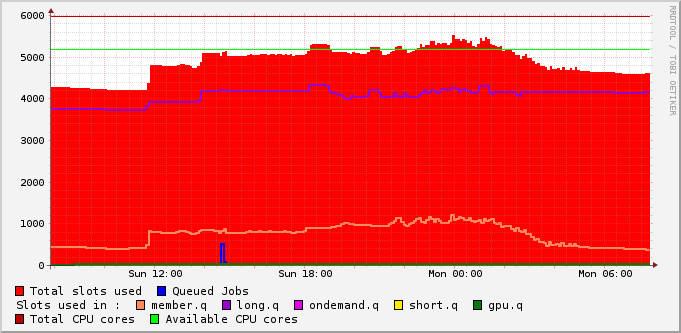 6000
5000
4000
3000
2000
1000
0
Sun 12:00 Sun 18:00 Mon 00:00 Mon 06:00
Total slots used Queued Jobs
Slots used in : member.q long.q ondemand.q short.q gpu.q
Total CPU cores Available CPU cores
RRDTOOL / TOBI OETIKER